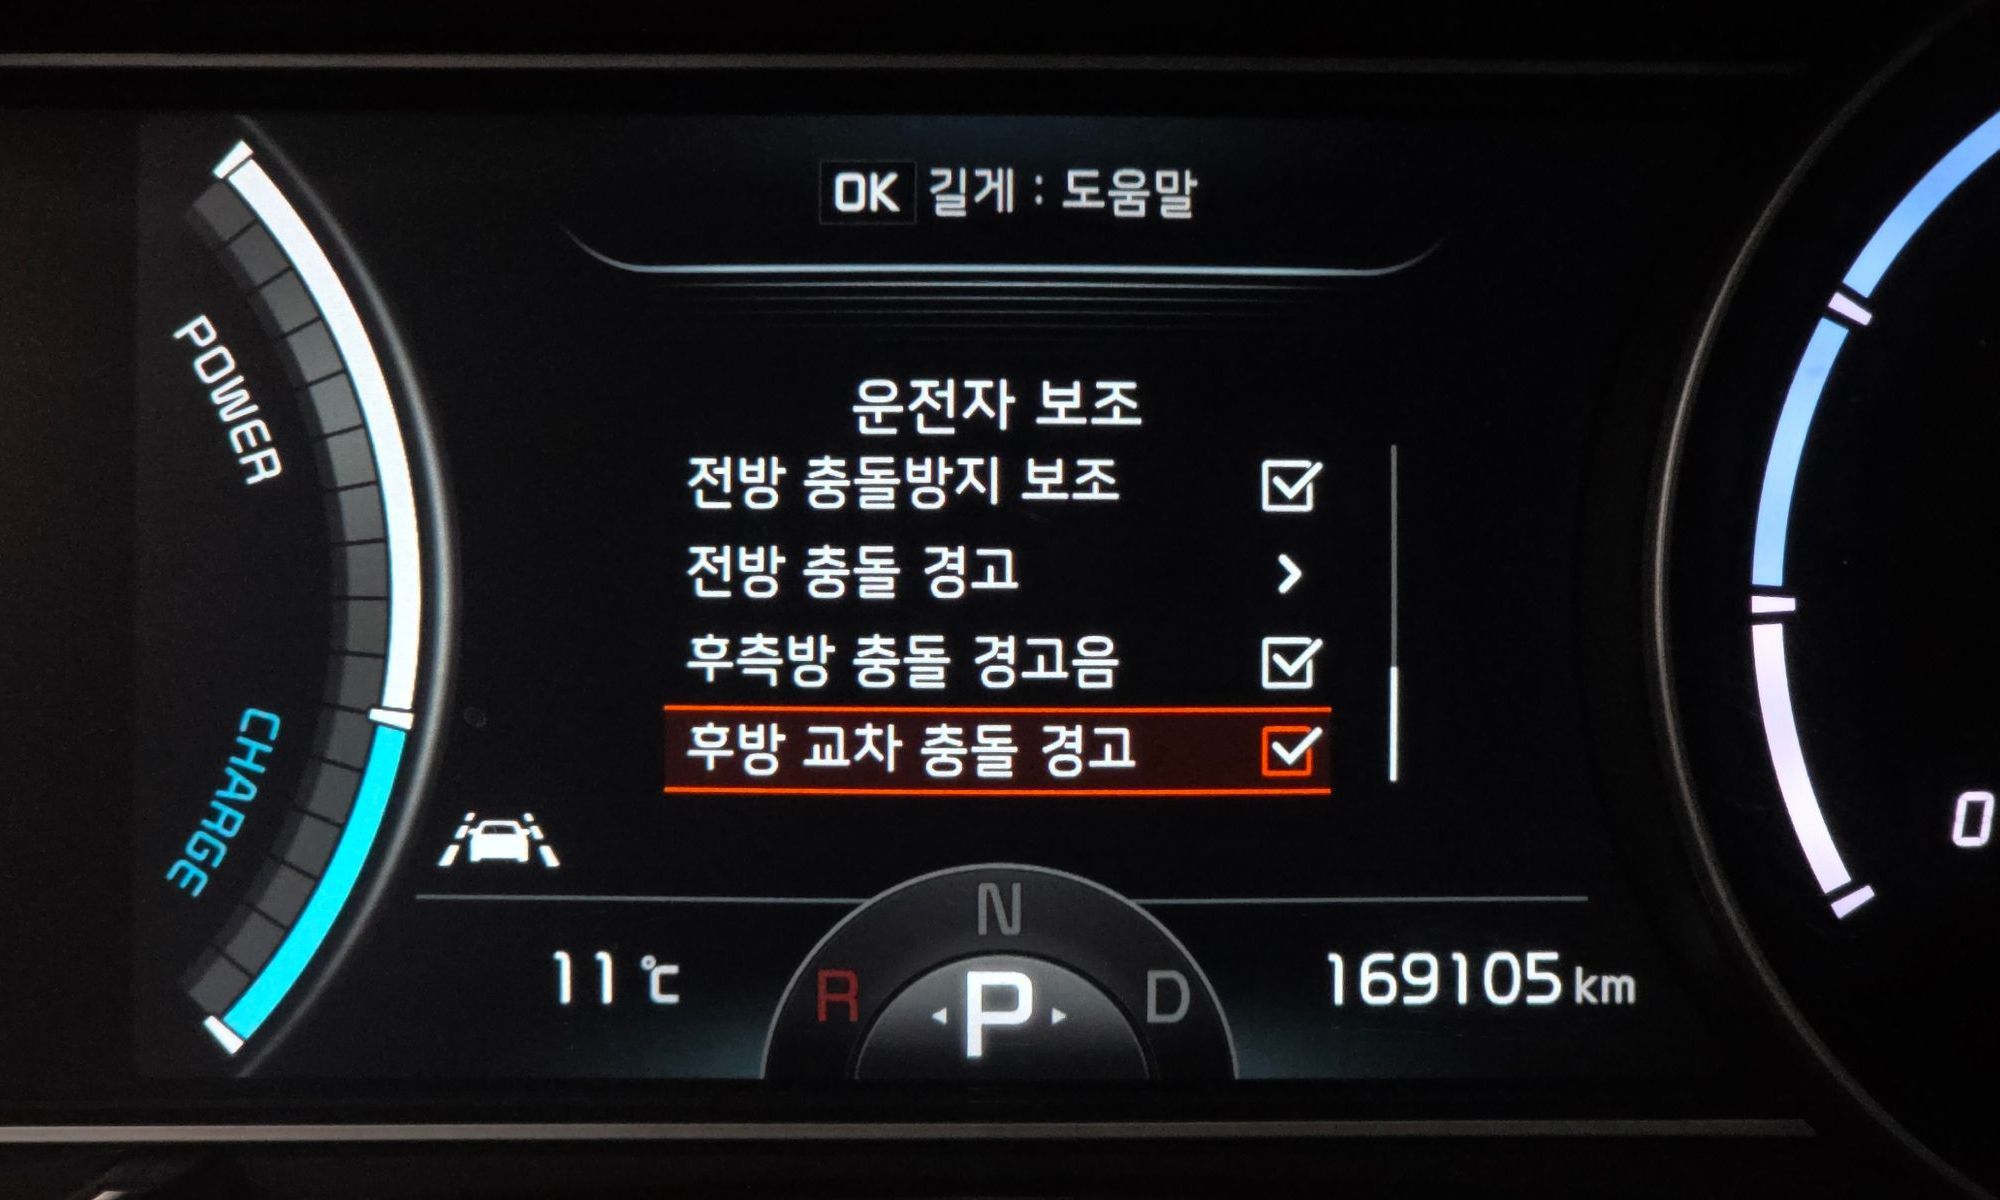 OK 길게 : 도움말
운전자 보조
전방 충돌방지 보조
전방 충돌 경고
후측방 충돌 경고음
후방 교차 충돌 경고
POWER
CHARGE
N
R P D
11 ℃
169105 km
0